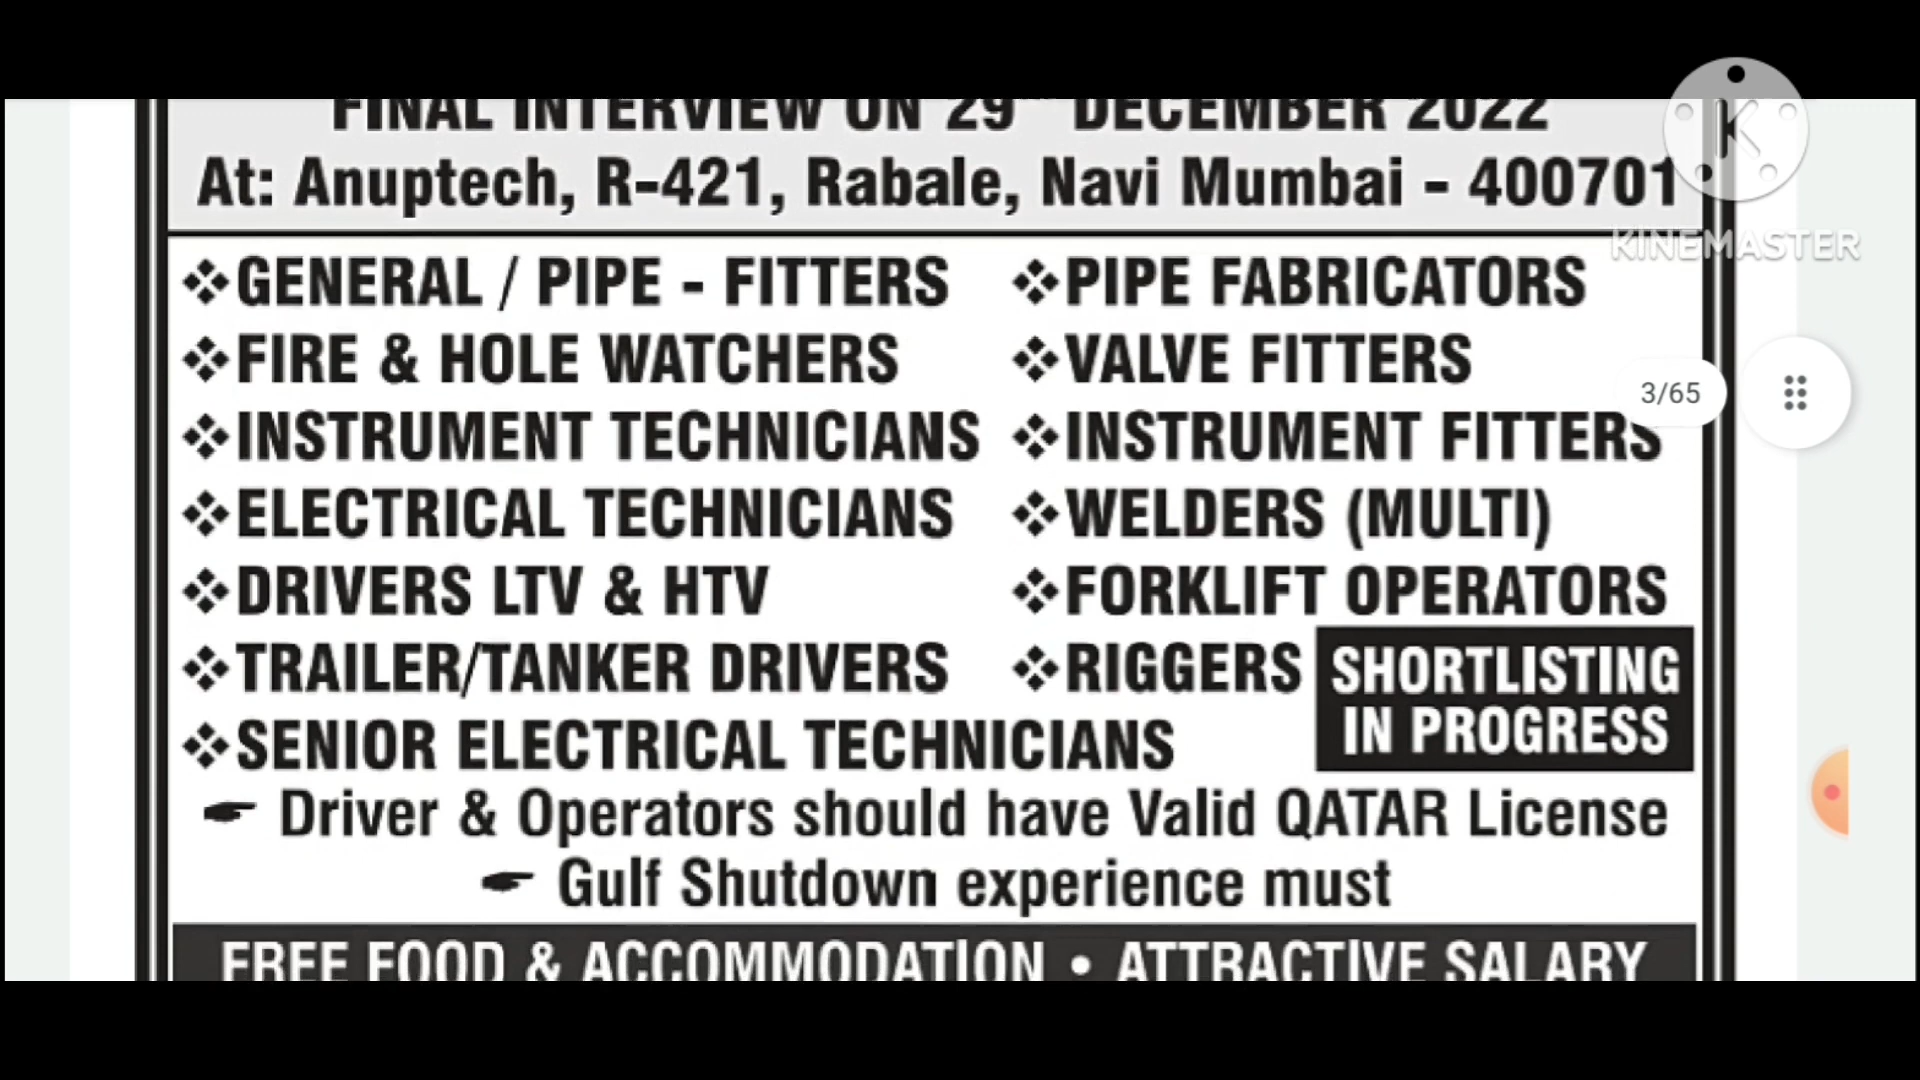 FINAL INTERVIEW ON 29TH DECEMBER 2022
At: Anuptech, R-421, Rabale, Navi Mumbai - 400701
K
KINEMASTER
❖GENERAL / PIPE - FITTERS ❖PIPE FABRICATORS
❖FIRE & HOLE WATCHERS ❖VALVE FITTERS
3/65
❖INSTRUMENT TECHNICIANS ❖INSTRUMENT FITTERS
❖ELECTRICAL TECHNICIANS ❖WELDERS (MULTI)
❖DRIVERS LTV & HTV ❖FORKLIFT OPERATORS
❖TRAILER/TANKER DRIVERS ❖RIGGERS
SHORTLISTING
IN PROGRESS
❖SENIOR ELECTRICAL TECHNICIANS
☛ Driver & Operators should have Valid QATAR License
☛ Gulf Shutdown experience must
FREE FOOD & ACCOMMODATION • ATTRACTIVE SALARY